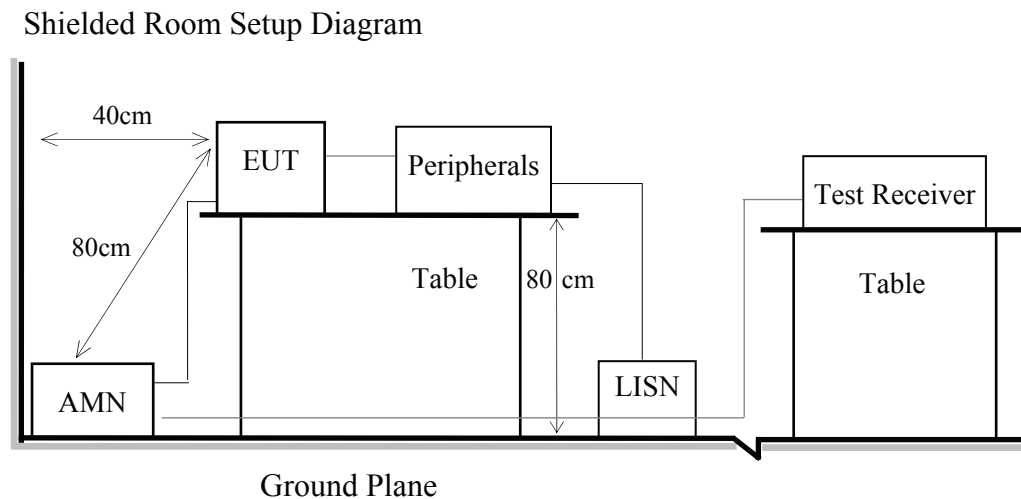 Shielded Room Setup Diagram
40cm
EUT
Peripherals
Test Receiver
80cm
Table
80 cm
Table
AMN
LISN
Ground Plane